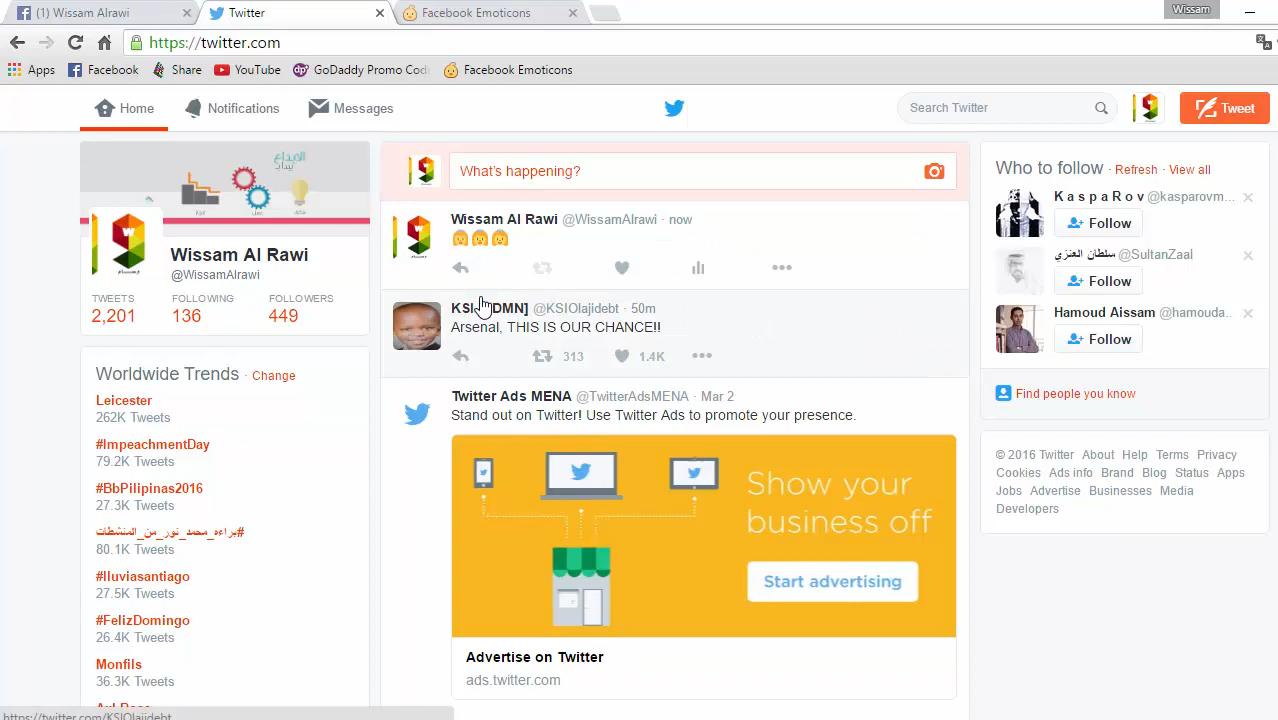 (1) Wissam Alrawi
Twitter
Facebook Emoticons
Wissam
https://twitter.com
Apps
Facebook
Share
YouTube
GoDaddy Promo Cod
Facebook Emoticons
Home
Notifications
Messages
Search Twitter
Tweet
Wissam Al Rawi
@WissamAlrawi
TWEETS
2,201
FOLLOWING
136
FOLLOWERS
449
Worldwide Trends · Change
Leicester
262K Tweets
#ImpeachmentDay
79.2K Tweets
#BbPilipinas2016
27.3K Tweets
#براءه_محمد_نور_من_المنشطات
80.1K Tweets
#lluviasantiago
27.5K Tweets
#FelizDomingo
26.4K Tweets
Monfils
36.3K Tweets
What's happening?
Wissam Al Rawi @WissamAlrawi · now
👩👩👩
@KSIOlajidebt · 50m
Arsenal, THIS IS OUR CHANCE!!
313
1.4K
Twitter Ads MENA @TwitterAdsMENA · Mar 2
Stand out on Twitter! Use Twitter Ads to promote your presence.
Show your
business off
Start advertising
Advertise on Twitter
ads.twitter.com
Who to follow · Refresh · View all
K a s p a R o v @kasparovm...
Follow
سلطان العنزي @SultanZaal
Follow
Hamoud Aissam @hamouda...
Follow
Find people you know
© 2016 Twitter About Help Terms Privacy
Cookies Ads info Brand Blog Status Apps
Jobs Advertise Businesses Media
Developers
https://twitter.com/KSIOlajidebt